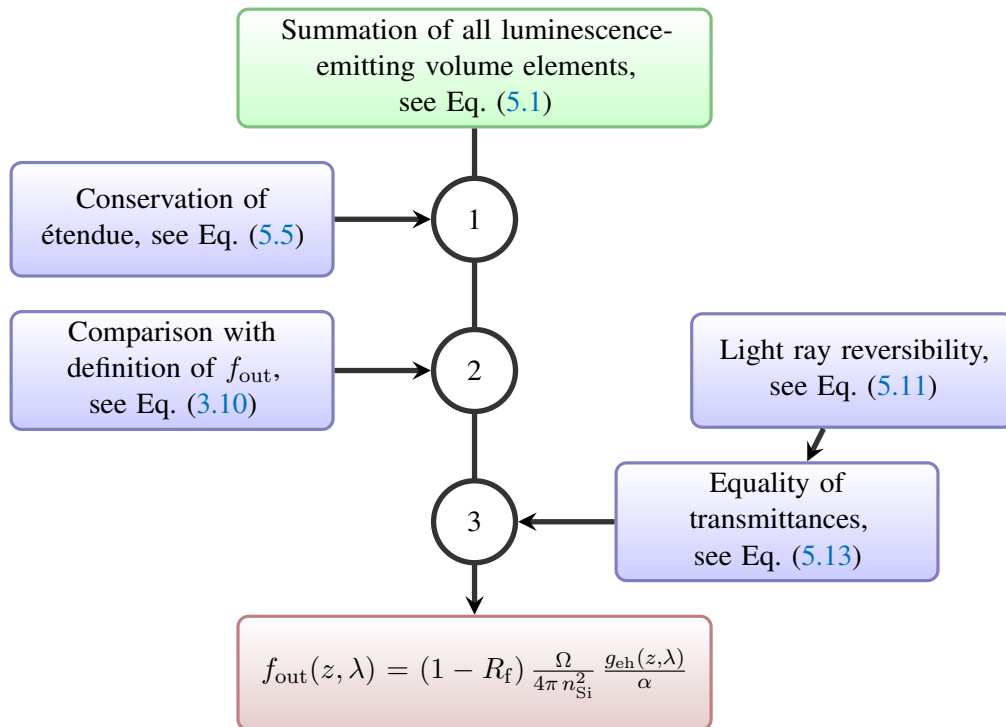 Summation of all luminescence-
emitting volume elements,
see Eq. (5.1)
Conservation of
étendue, see Eq. (5.5)
1
Comparison with
definition of f_out,
see Eq. (3.10)
2
Light ray reversibility,
see Eq. (5.11)
3
Equality of
transmittances,
see Eq. (5.13)
f_out(z, λ) = (1 − R_f) Ω/(4π n_Si^2) g_eh(z,λ)/α